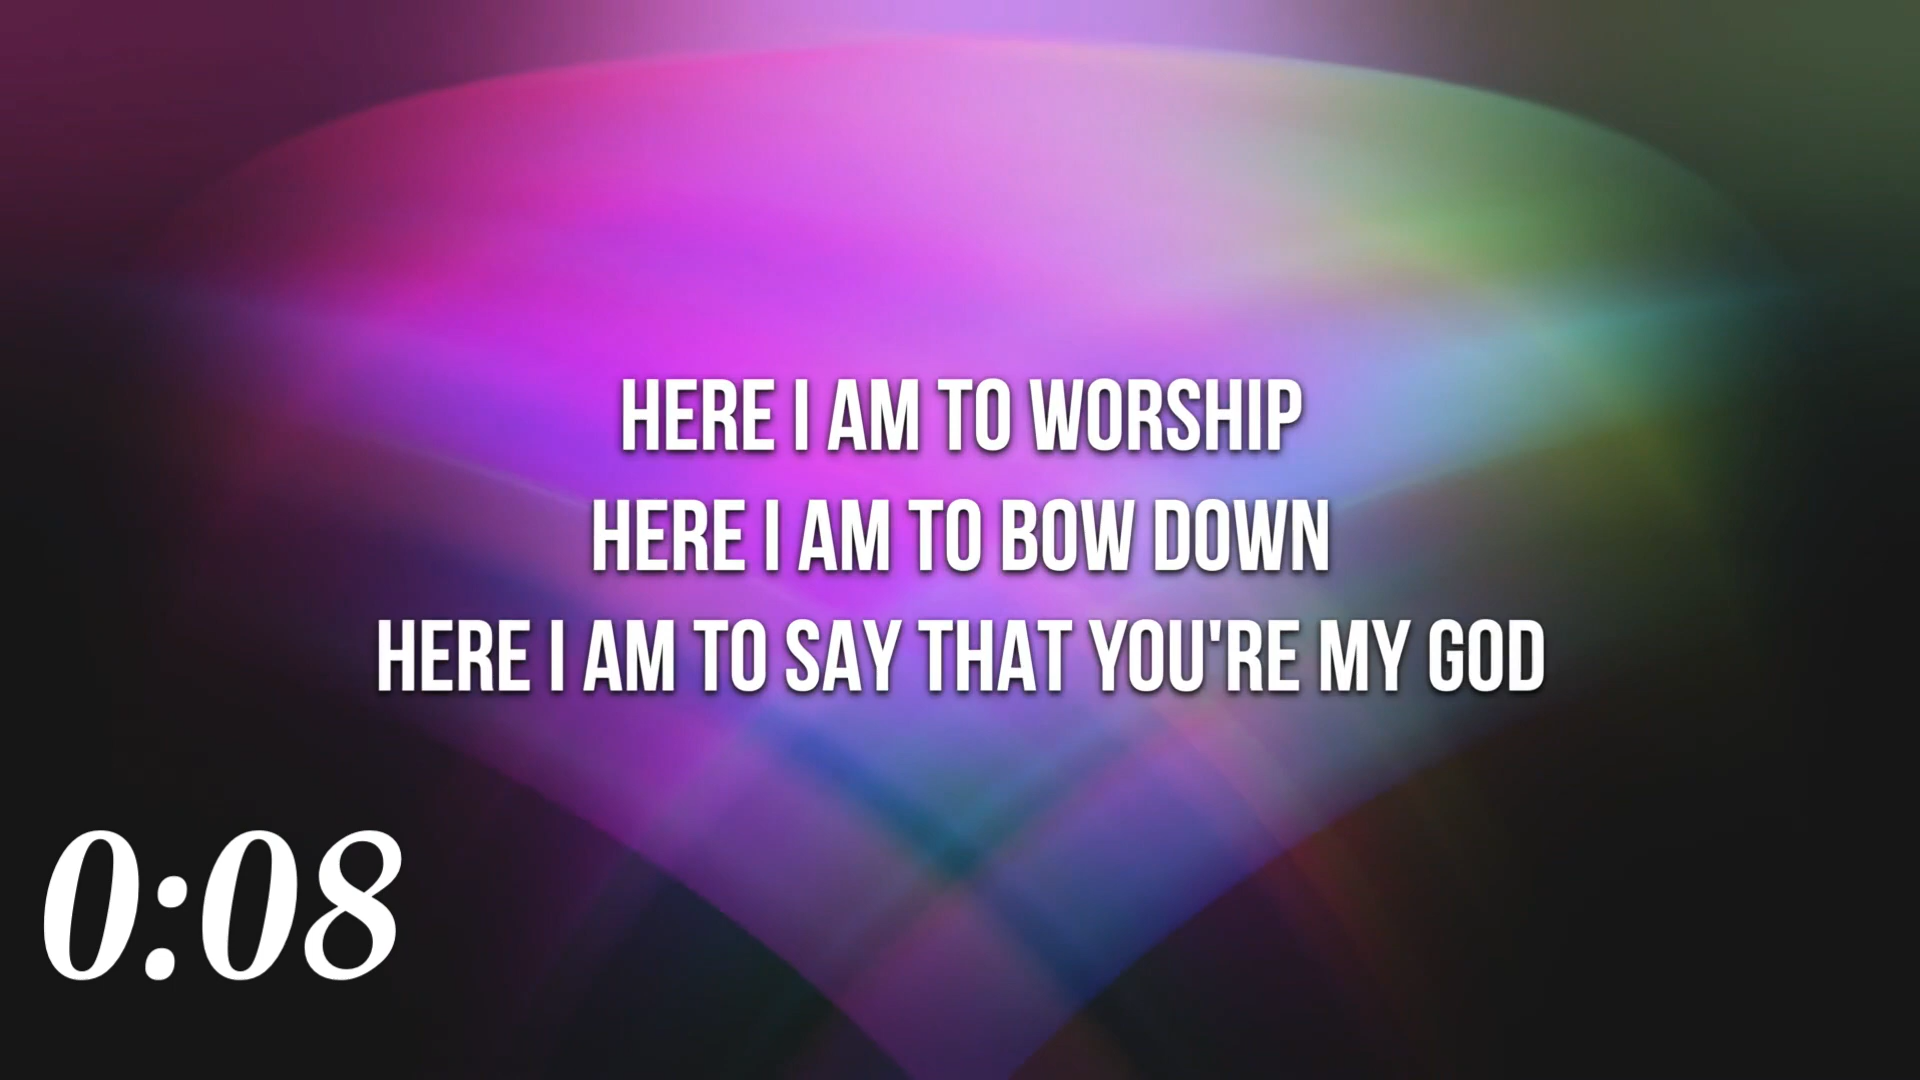 HERE I AM TO WORSHIP
HERE I AM TO BOW DOWN
HERE I AM TO SAY THAT YOU'RE MY GOD
0:08